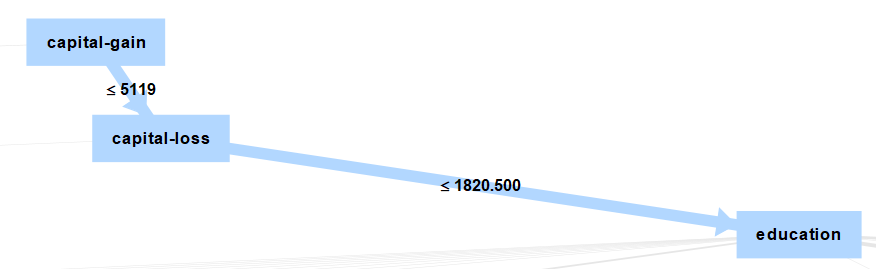 capital-gain
≤ 5119
capital-loss
≤ 1820.500
education